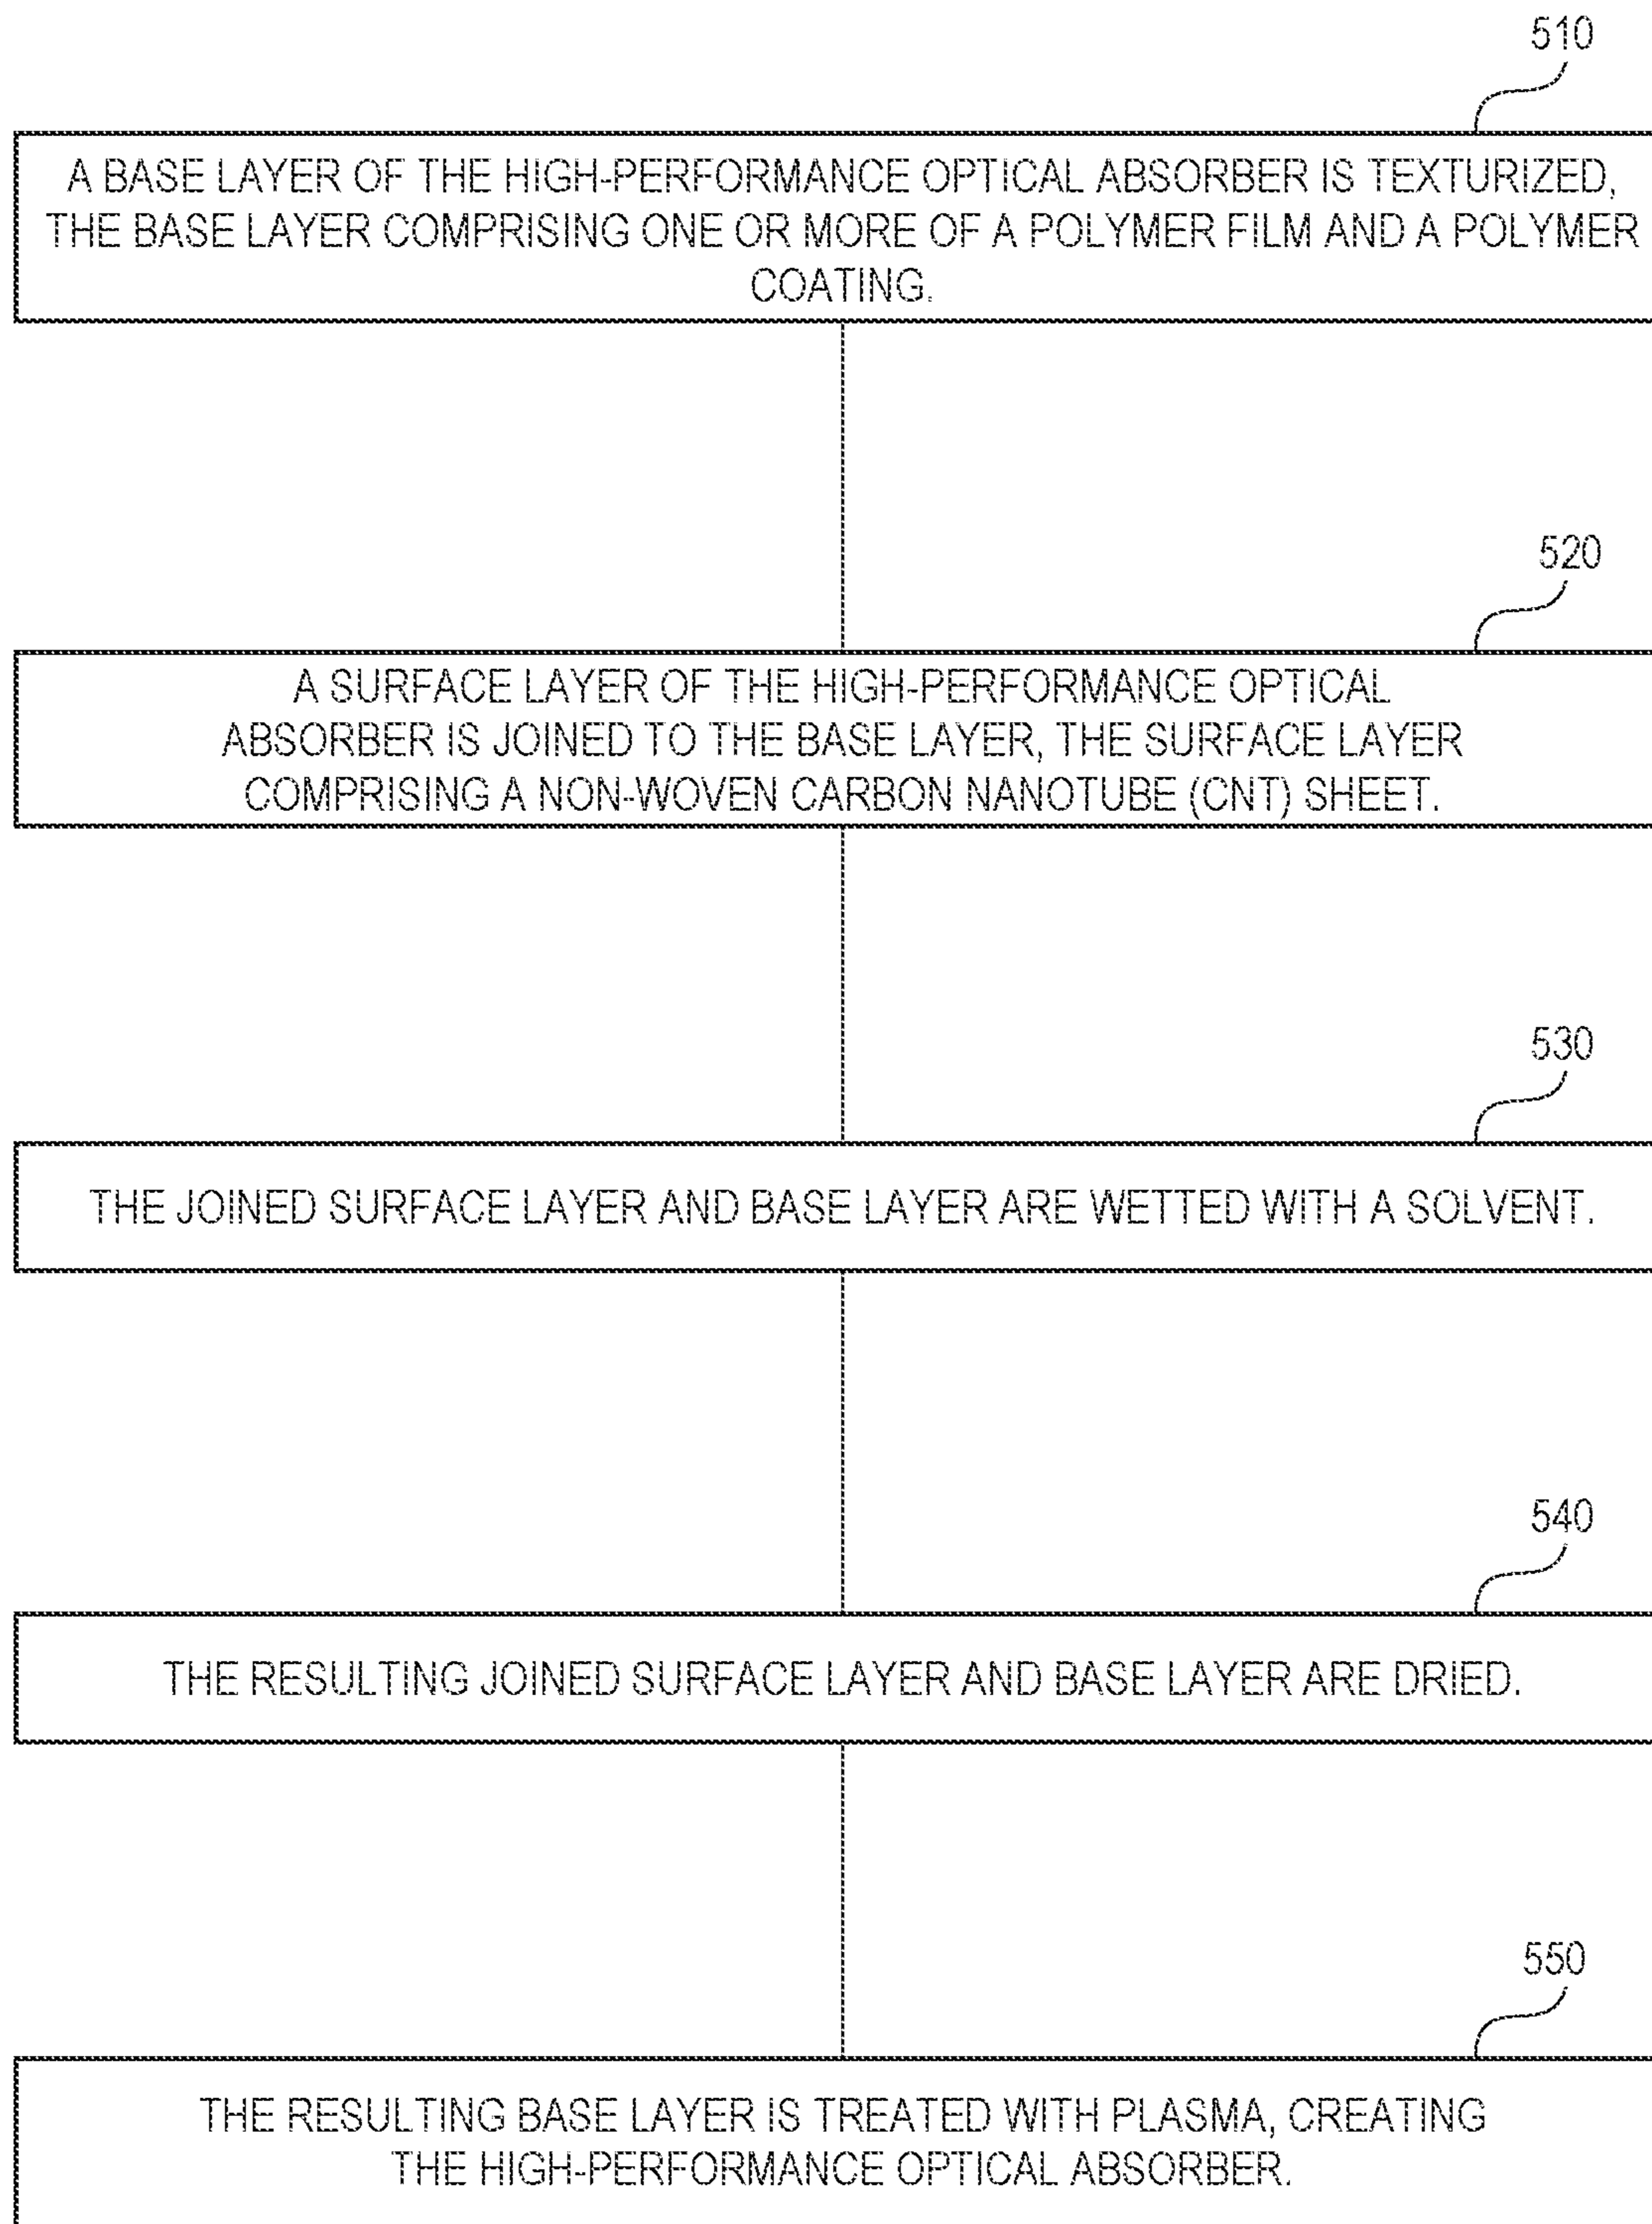 510
A BASE LAYER OF THE HIGH-PERFORMANCE OPTICAL ABSORBER IS TEXTURIZED,
THE BASE LAYER COMPRISING ONE OR MORE OF A POLYMER FILM AND A POLYMER
COATING.
520
A SURFACE LAYER OF THE HIGH-PERFORMANCE OPTICAL
ABSORBER IS JOINED TO THE BASE LAYER, THE SURFACE LAYER
COMPRISING A NON-WOVEN CARBON NANOTUBE (CNT) SHEET.
530
THE JOINED SURFACE LAYER AND BASE LAYER ARE WETTED WITH A SOLVENT.
540
THE RESULTING JOINED SURFACE LAYER AND BASE LAYER ARE DRIED.
550
THE RESULTING BASE LAYER IS TREATED WITH PLASMA, CREATING
THE HIGH-PERFORMANCE OPTICAL ABSORBER.